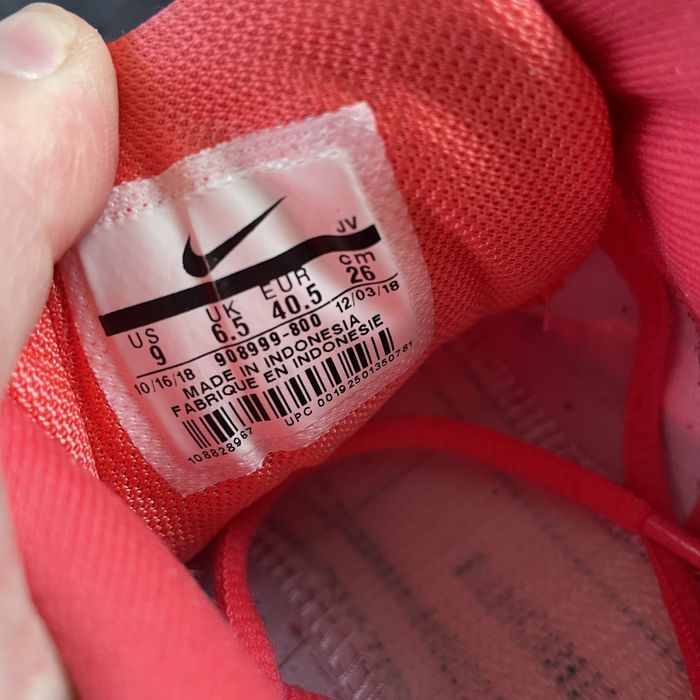 JV
US UK EUR cm
9 6.5 40.5 26
908999-800
10/16/18 12/03/18
MADE IN INDONESIA
FABRIQUE EN INDONESIE
108828967 UPC 00192501350781